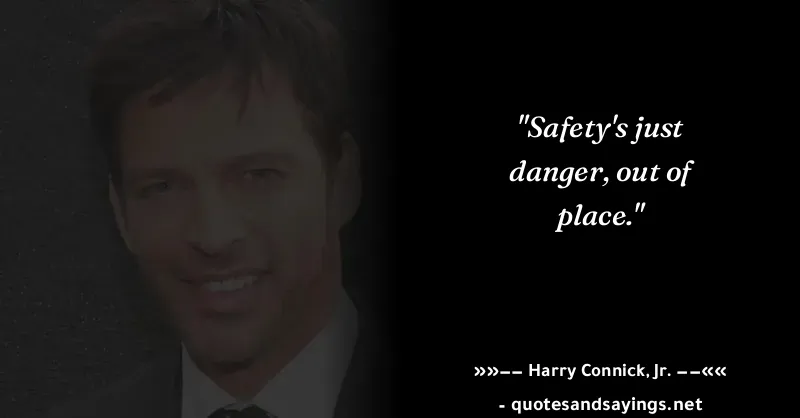 "Safety's just
danger, out of
place."
»»−− Harry Connick, Jr. −−««
- quotesandsayings.net